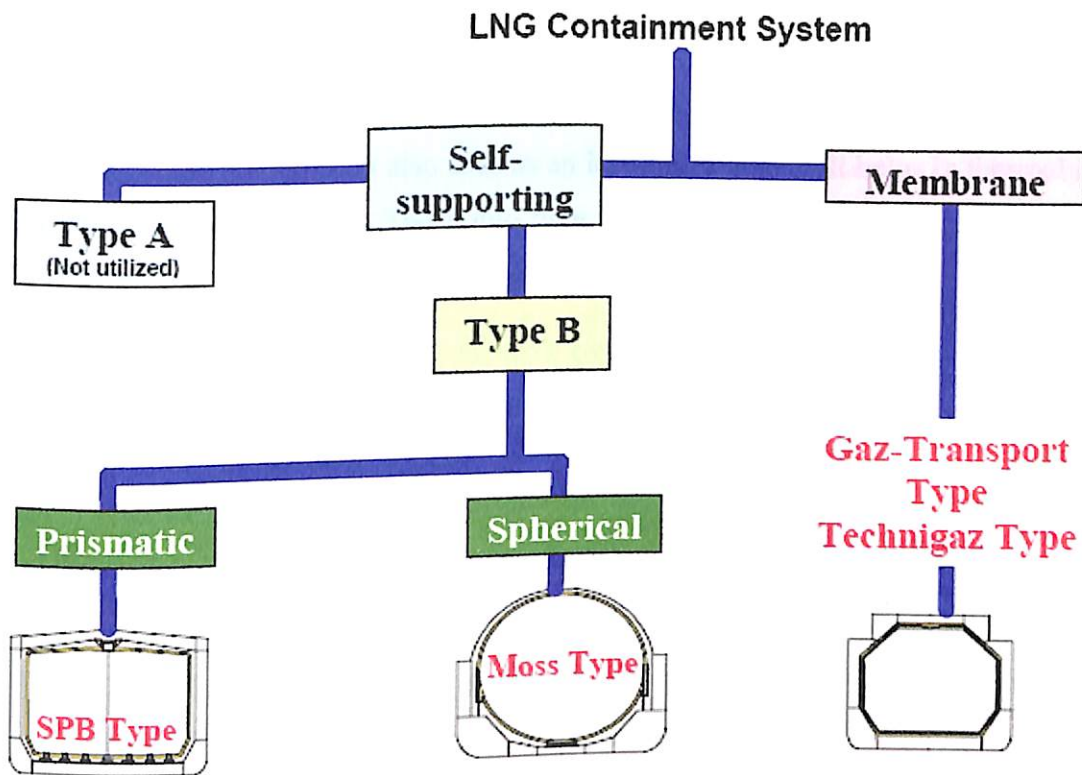 LNG Containment System
Self-
supporting
Membrane
Type A
(Not utilized)
Type B
Gaz-Transport
Type
Technigaz Type
Prismatic
Spherical
SPB Type
Moss Type